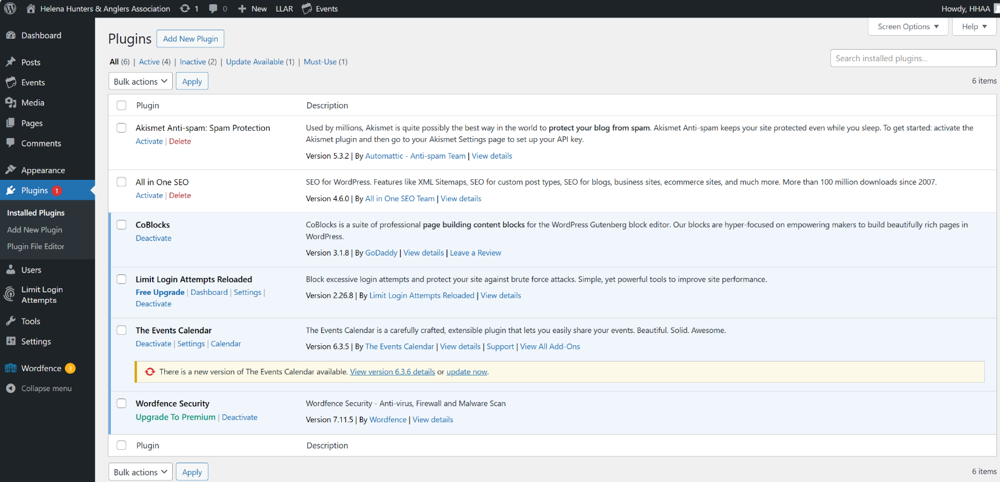 Helena Hunters & Anglers Association 1 0 New LLAR Events Howdy, HHAA
Screen Options Help
Dashboard
Posts
Events
Media
Pages
Comments
Appearance
Plugins 1
Installed Plugins
Add New Plugin
Plugin File Editor
Users
Limit Login
Attempts
Tools
Settings
Wordfence 3
Collapse menu
Plugins Add New Plugin
All (6) | Active (4) | Inactive (2) | Update Available (1) | Must-Use (1)
Search installed plugins...
Bulk actions Apply
6 items
Plugin Description
Akismet Anti-spam: Spam Protection
Activate | Delete
Used by millions, Akismet is quite possibly the best way in the world to protect your blog from spam. Akismet Anti-spam keeps your site protected even while you sleep. To get started: activate the
Akismet plugin and then go to your Akismet Settings page to set up your API key.
Version 5.3.2 | By Automattic - Anti-spam Team | View details
All in One SEO
Activate | Delete
SEO for WordPress. Features like XML Sitemaps, SEO for custom post types, SEO for blogs, business sites, ecommerce sites, and much more. More than 100 million downloads since 2007.
Version 4.6.0 | By All in One SEO Team | View details
CoBlocks
Deactivate
CoBlocks is a suite of professional page building content blocks for the WordPress Gutenberg block editor. Our blocks are hyper-focused on empowering makers to build beautifully rich pages in
WordPress.
Version 3.1.8 | By GoDaddy | View details | Leave a Review
Limit Login Attempts Reloaded
Free Upgrade | Dashboard | Settings |
Deactivate
Block excessive login attempts and protect your site against brute force attacks. Simple, yet powerful tools to improve site performance.
Version 2.26.8 | By Limit Login Attempts Reloaded | View details
The Events Calendar
Deactivate | Settings | Calendar
The Events Calendar is a carefully crafted, extensible plugin that lets you easily share your events. Beautiful. Solid. Awesome.
Version 6.3.5 | By The Events Calendar | View details | Support | View All Add-Ons
There is a new version of The Events Calendar available. View version 6.3.6 details or update now.
Wordfence Security
Upgrade To Premium | Deactivate
Wordfence Security - Anti-virus, Firewall and Malware Scan
Version 7.11.5 | By Wordfence | View details
Plugin Description
Bulk actions Apply
6 items